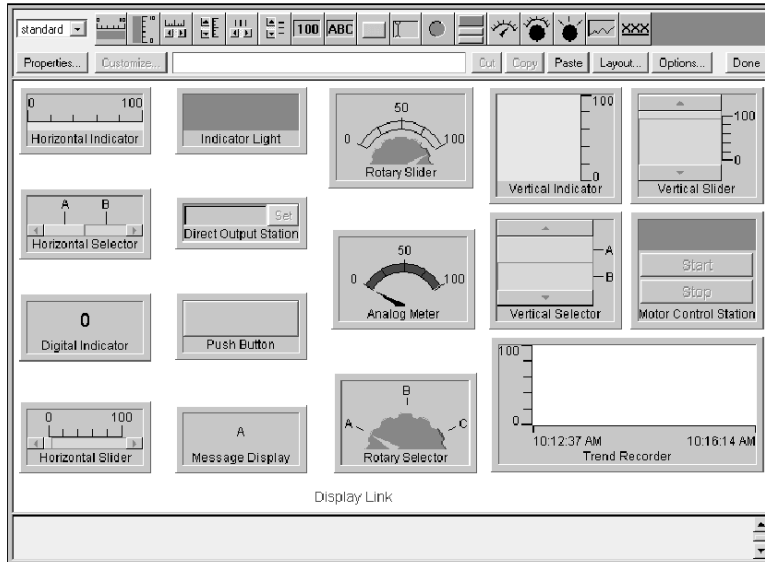 standard
100 ABC
Properties... Customize... Cut Copy Paste Layout... Options... Done
0 100
Horizontal Indicator
Indicator Light
0 50 100
Rotary Slider
100
0
Vertical Indicator
100
0
Vertical Slider
A B
Horizontal Selector
Set
Direct Output Station
0 50 100
Analog Meter
A
B
Vertical Selector
Start
Stop
Motor Control Station
0
Digital Indicator
Push Button
0 100
Horizontal Slider
A
Message Display
A B C
Rotary Selector
100
0
10:12:37 AM 10:16:14 AM
Trend Recorder
Display Link